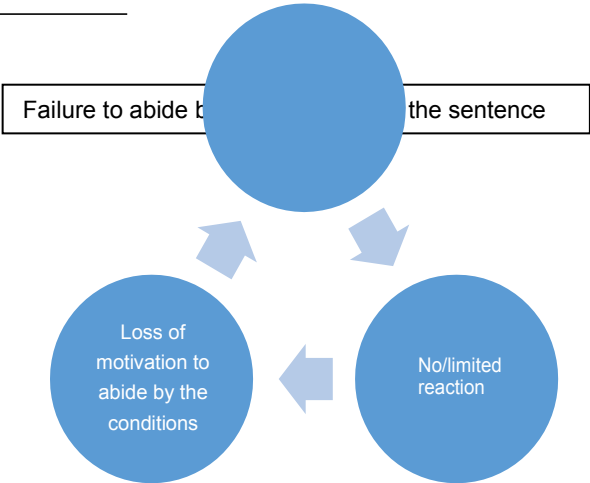 Failure to abide the sentence
Loss of
motivation to
abide by the
conditions
No/limited
reaction